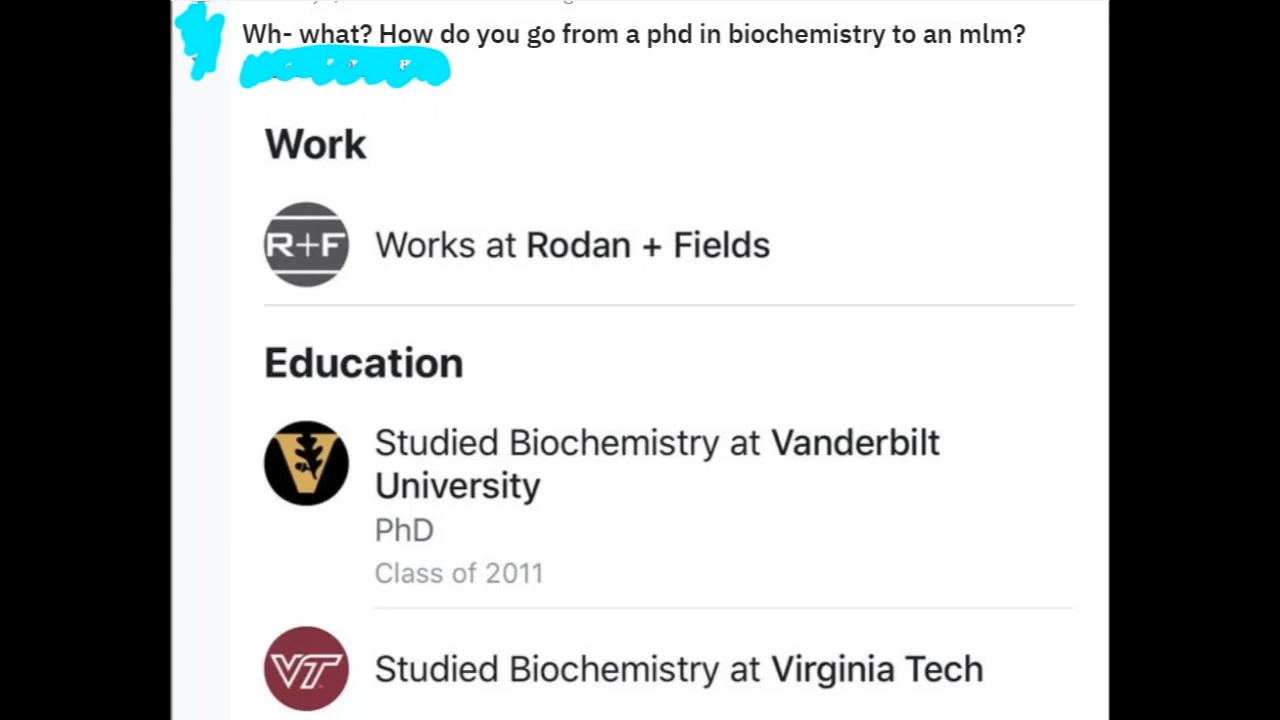 Wh- what? How do you go from a phd in biochemistry to an mlm?
Work
R+F
Works at Rodan + Fields
Education
V
Studied Biochemistry at Vanderbilt
University
PhD
Class of 2011
VT
Studied Biochemistry at Virginia Tech